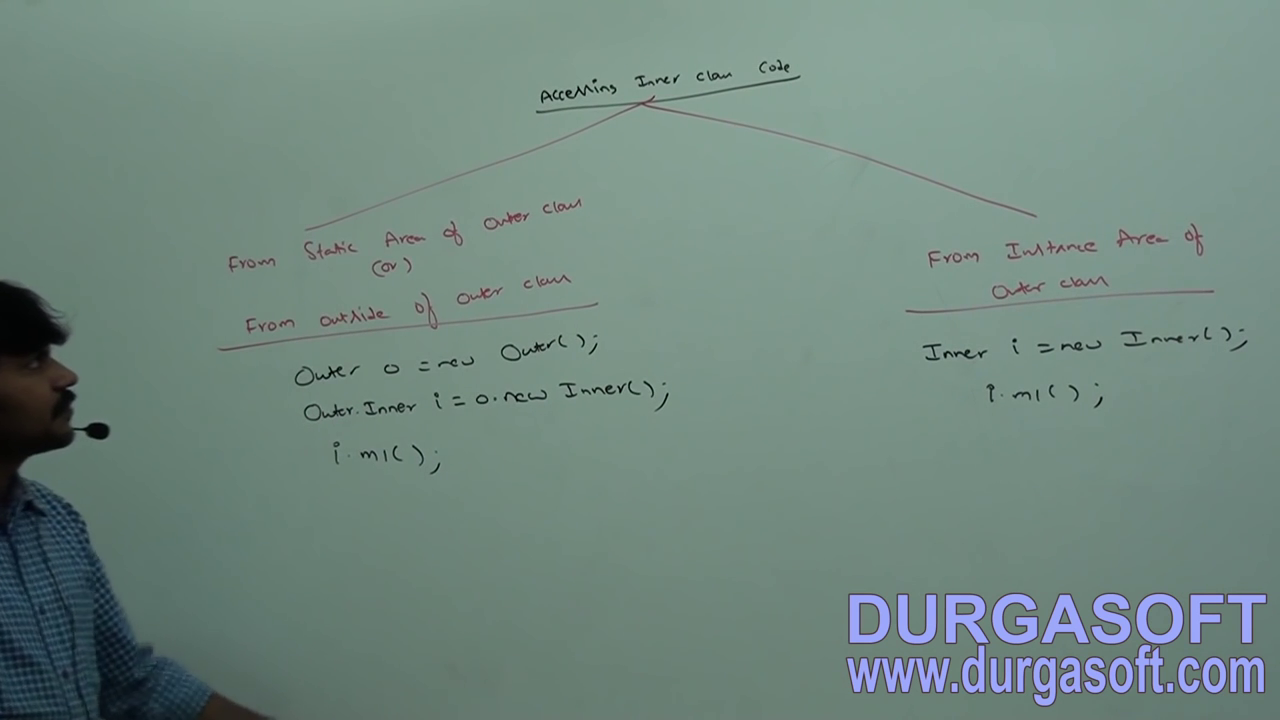 Accessing Inner class Code
From Static Area of Outer class
(or)
From outside of Outer class
Outer o = new Outer();
Outer.Inner i = o.new Inner();
i.m1();
From Instance Area of
Outer class
Inner i = new Inner();
i.m1();
DURGASOFT
www.durgasoft.com